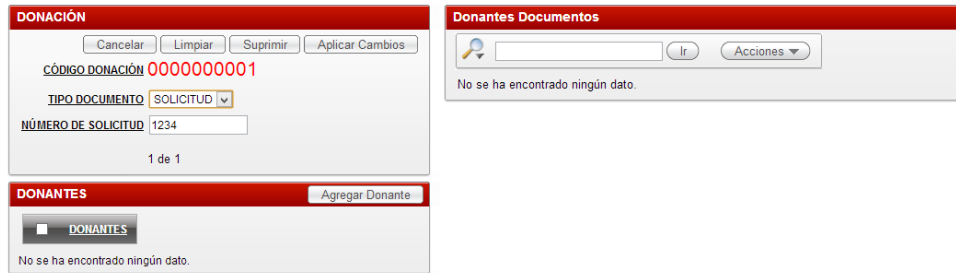 DONACIÓN
Cancelar Limpiar Suprimir Aplicar Cambios
CÓDIGO DONACIÓN 0000000001
TIPO DOCUMENTO SOLICITUD
NÚMERO DE SOLICITUD 1234
1 de 1
DONANTES Agregar Donante
DONANTES
No se ha encontrado ningún dato.
Donantes Documentos
Ir Acciones
No se ha encontrado ningún dato.